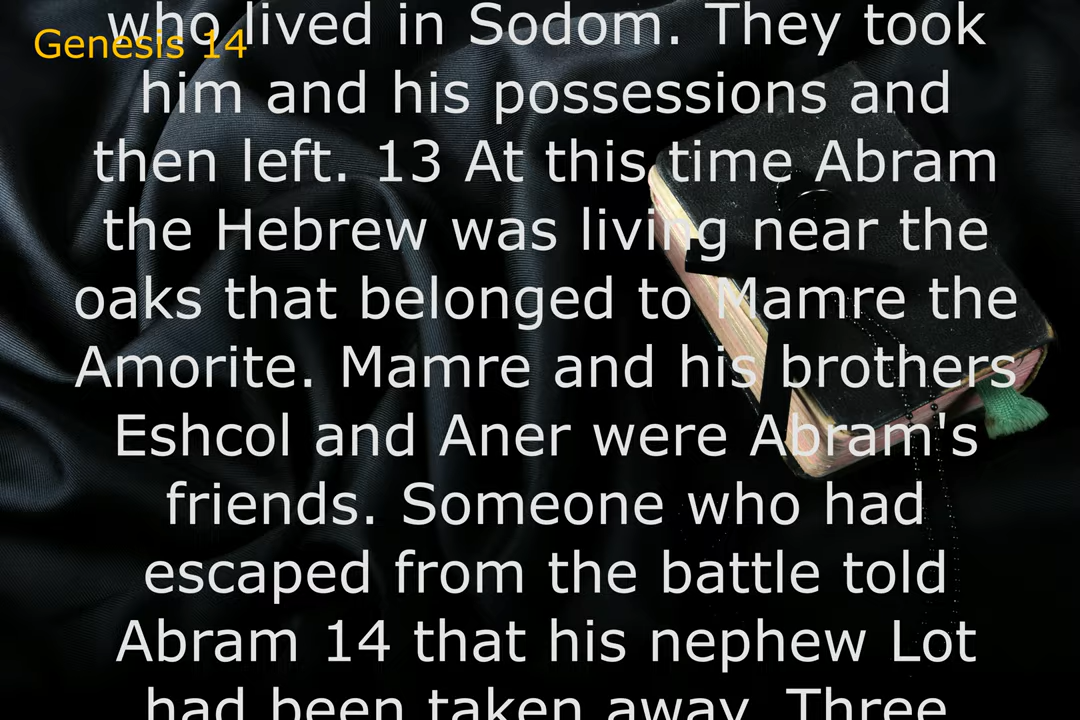 who lived in Sodom. They took
Genesis 14
him and his possessions and
then left. 13 At this time Abram
the Hebrew was living near the
oaks that belonged to Mamre the
Amorite. Mamre and his brothers
Eshcol and Aner were Abram's
friends. Someone who had
escaped from the battle told
Abram 14 that his nephew Lot
had been taken away. Three